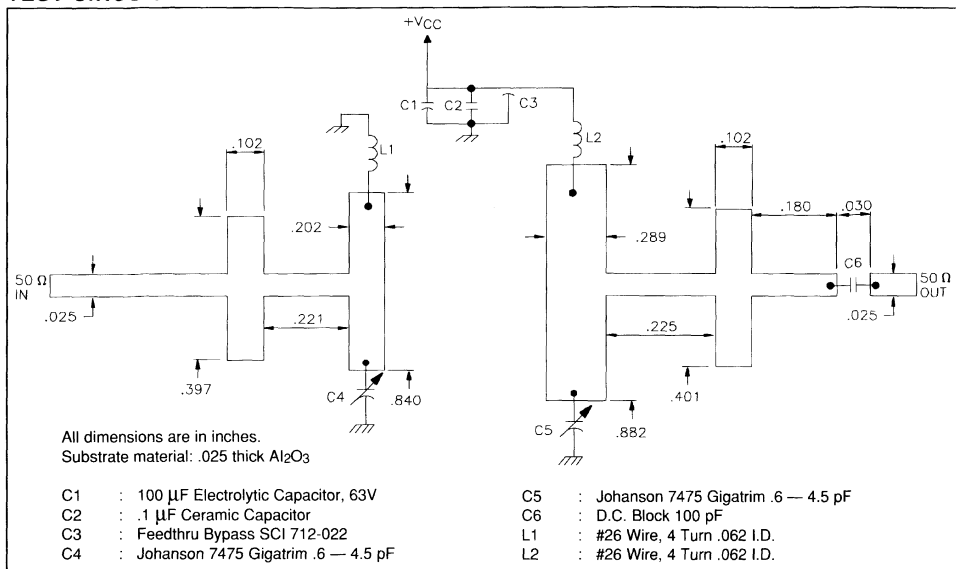 +VCC
C1
C2
C3
L1
L2
.102
.102
.202
.289
.180
.030
C6
50 Ω
IN
50 Ω
OUT
.025
.025
.221
.225
.397
C4
.840
C5
.882
.401
All dimensions are in inches.
Substrate material: .025 thick Al2O3
C1 : 100 μF Electrolytic Capacitor, 63V
C2 : .1 μF Ceramic Capacitor
C3 : Feedthru Bypass SCI 712-022
C4 : Johanson 7475 Gigatrim .6 — 4.5 pF
C5 : Johanson 7475 Gigatrim .6 — 4.5 pF
C6 : D.C. Block 100 pF
L1 : #26 Wire, 4 Turn .062 I.D.
L2 : #26 Wire, 4 Turn .062 I.D.